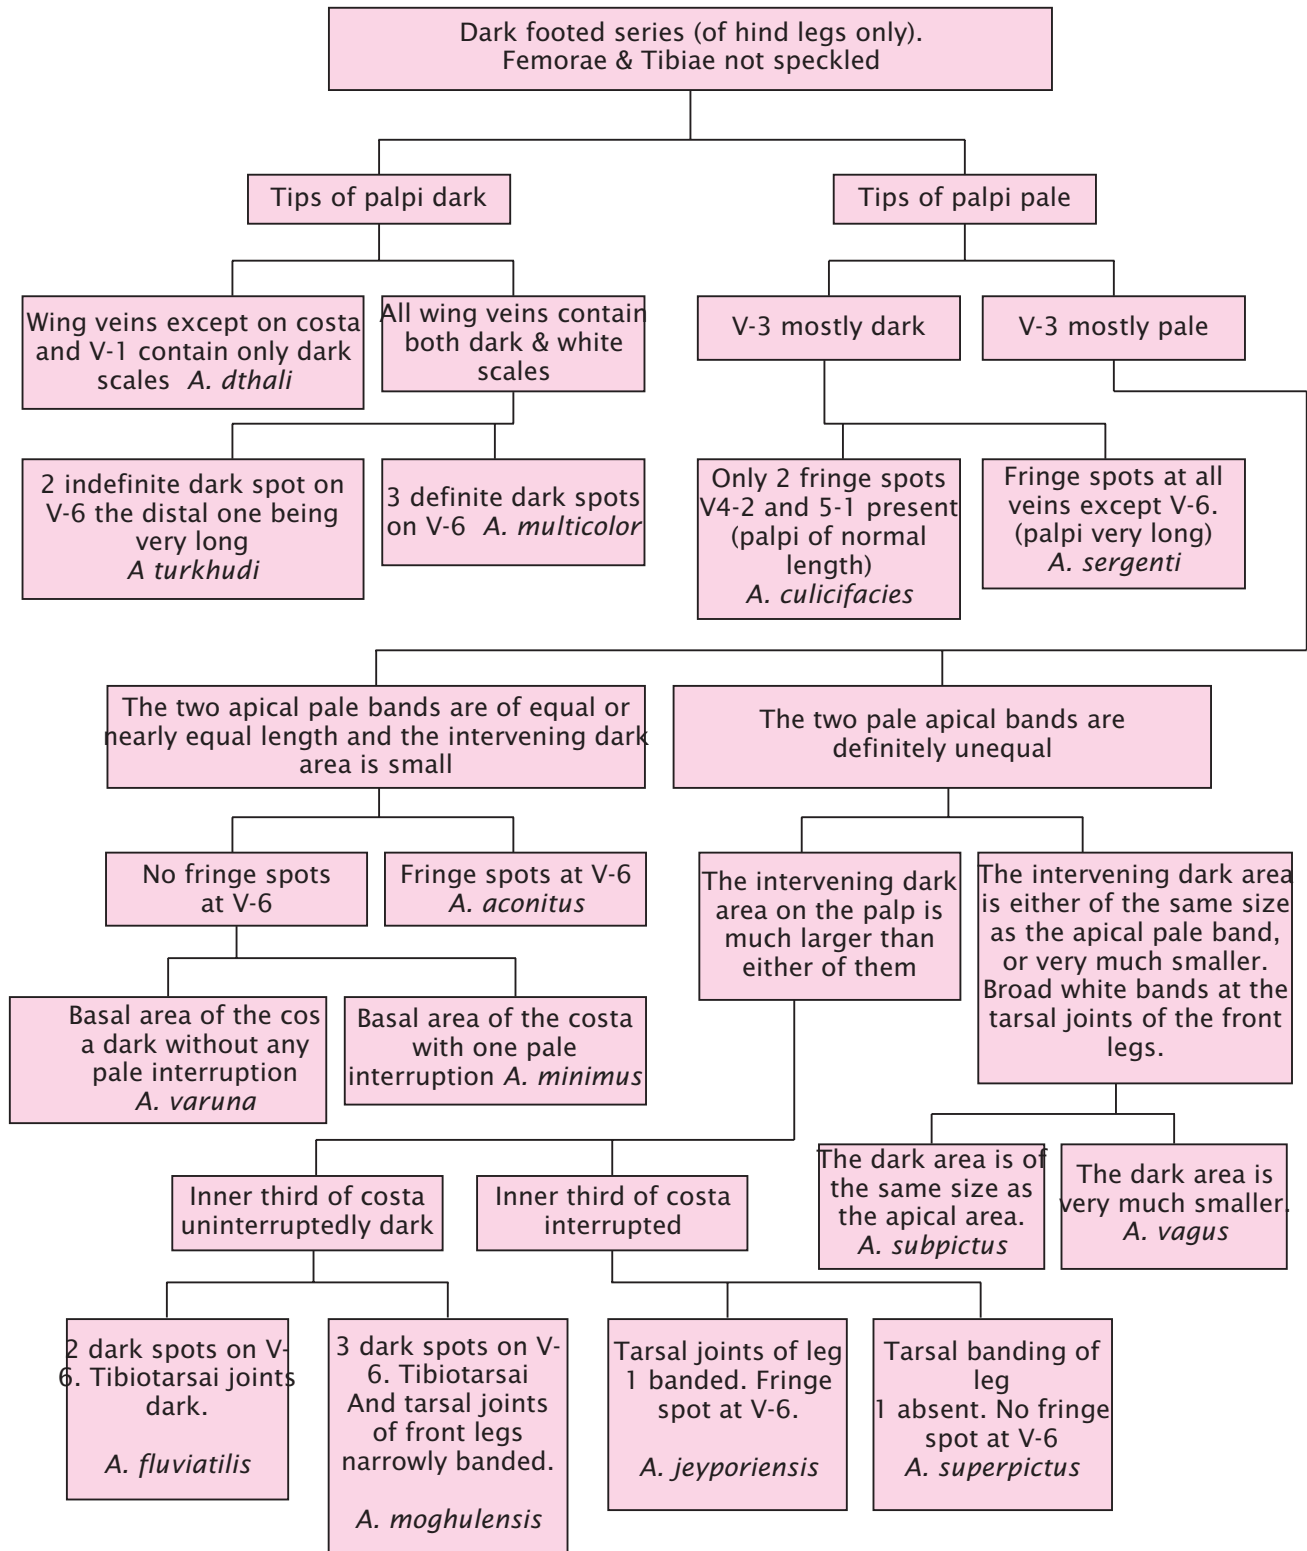 Dark footed series (of hind legs only).
Femorae & Tibiae not speckled
Tips of palpi dark
Tips of palpi pale
Wing veins except on costa
and V-1 contain only dark
scales A. dthali
All wing veins contain
both dark & white
scales
V-3 mostly dark
V-3 mostly pale
2 indefinite dark spot on
V-6 the distal one being
very long
A turkhudi
3 definite dark spots
on V-6 A. multicolor
Only 2 fringe spots
V4-2 and 5-1 present
(palpi of normal
length)
A. culicifacies
Fringe spots at all
veins except V-6.
(palpi very long)
A. sergenti
The two apical pale bands are of equal or
nearly equal length and the intervening dark
area is small
The two pale apical bands are
definitely unequal
No fringe spots
at V-6
Fringe spots at V-6
A. aconitus
The intervening dark
area on the palp is
much larger than
either of them
The intervening dark area
is either of the same size
as the apical pale band,
or very much smaller.
Broad white bands at the
tarsal joints of the front
legs.
Basal area of the cos
a dark without any
pale interruption
A. varuna
Basal area of the costa
with one pale
interruption A. minimus
Inner third of costa
uninterruptedly dark
Inner third of costa
interrupted
The dark area is of
the same size as
the apical area.
A. subpictus
The dark area is
very much smaller.
A. vagus
2 dark spots on V-
6. Tibiotarsai joints
dark.
A. fluviatilis
3 dark spots on V-
6. Tibiotarsai
And tarsal joints
of front legs
narrowly banded.
A. moghulensis
Tarsal joints of leg
1 banded. Fringe
spot at V-6.
A. jeyporiensis
Tarsal banding of
leg
1 absent. No fringe
spot at V-6
A. superpictus